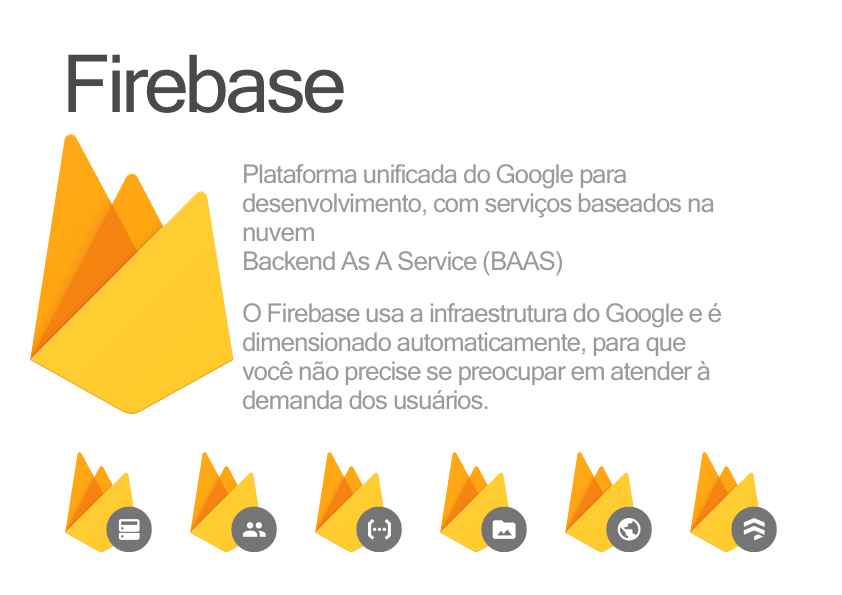 Firebase
Plataforma unificada do Google para
desenvolvimento, com serviços baseados na
nuvem
Backend As A Service (BAAS)
O Firebase usa a infraestrutura do Google e é
dimensionado automaticamente, para que
você não precise se preocupar em atender à
demanda dos usuários.